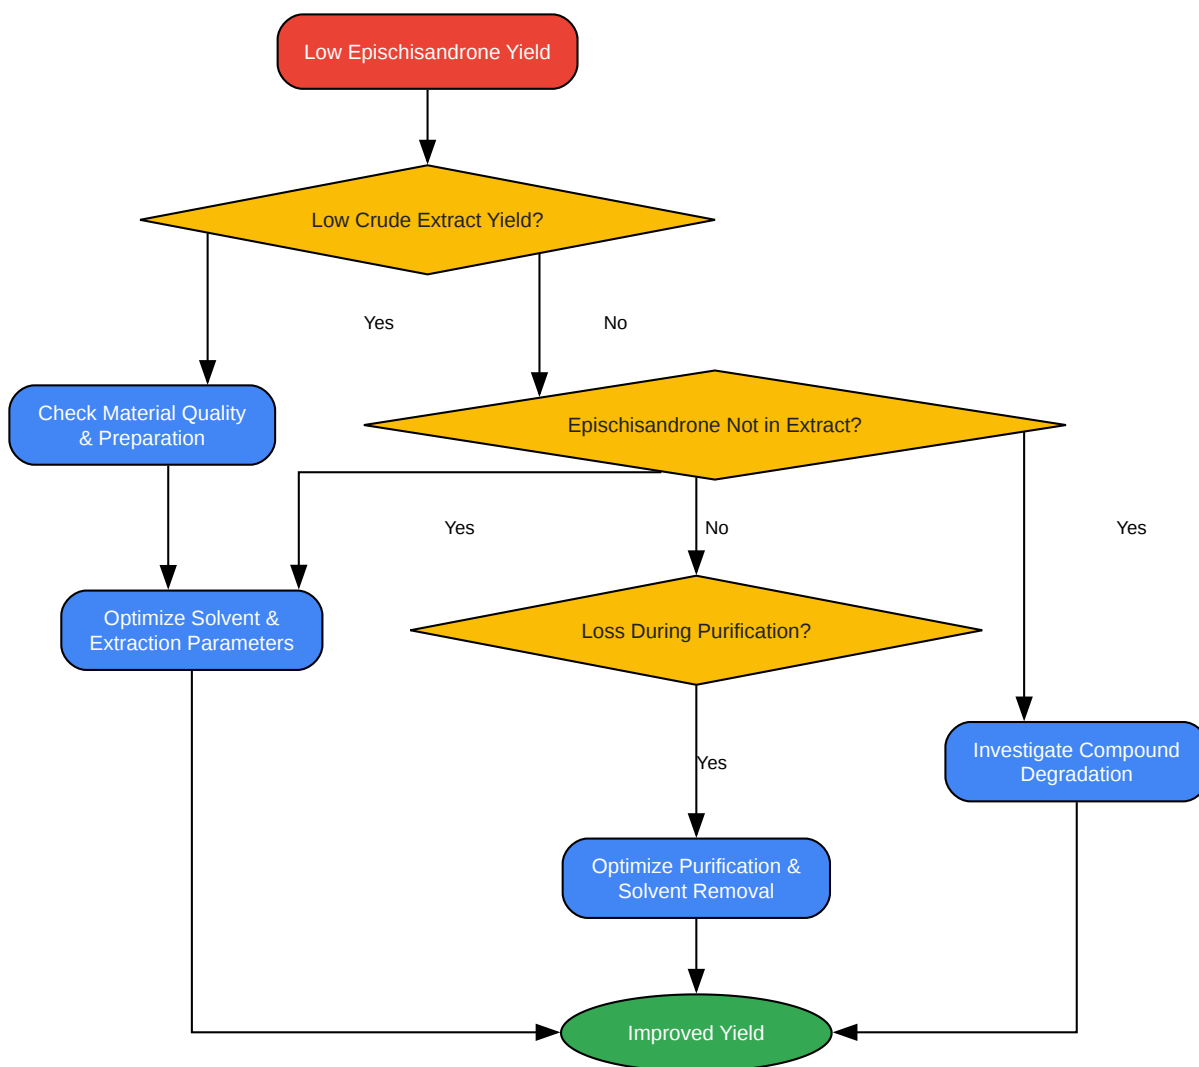 Low Epischisandrone Yield
Low Crude Extract Yield?
Yes
No
Check Material Quality
& Preparation
Epischisandrone Not in Extract?
Yes
No
Yes
Optimize Solvent &
Extraction Parameters
Loss During Purification?
Yes
Investigate Compound
Degradation
Optimize Purification &
Solvent Removal
Improved Yield